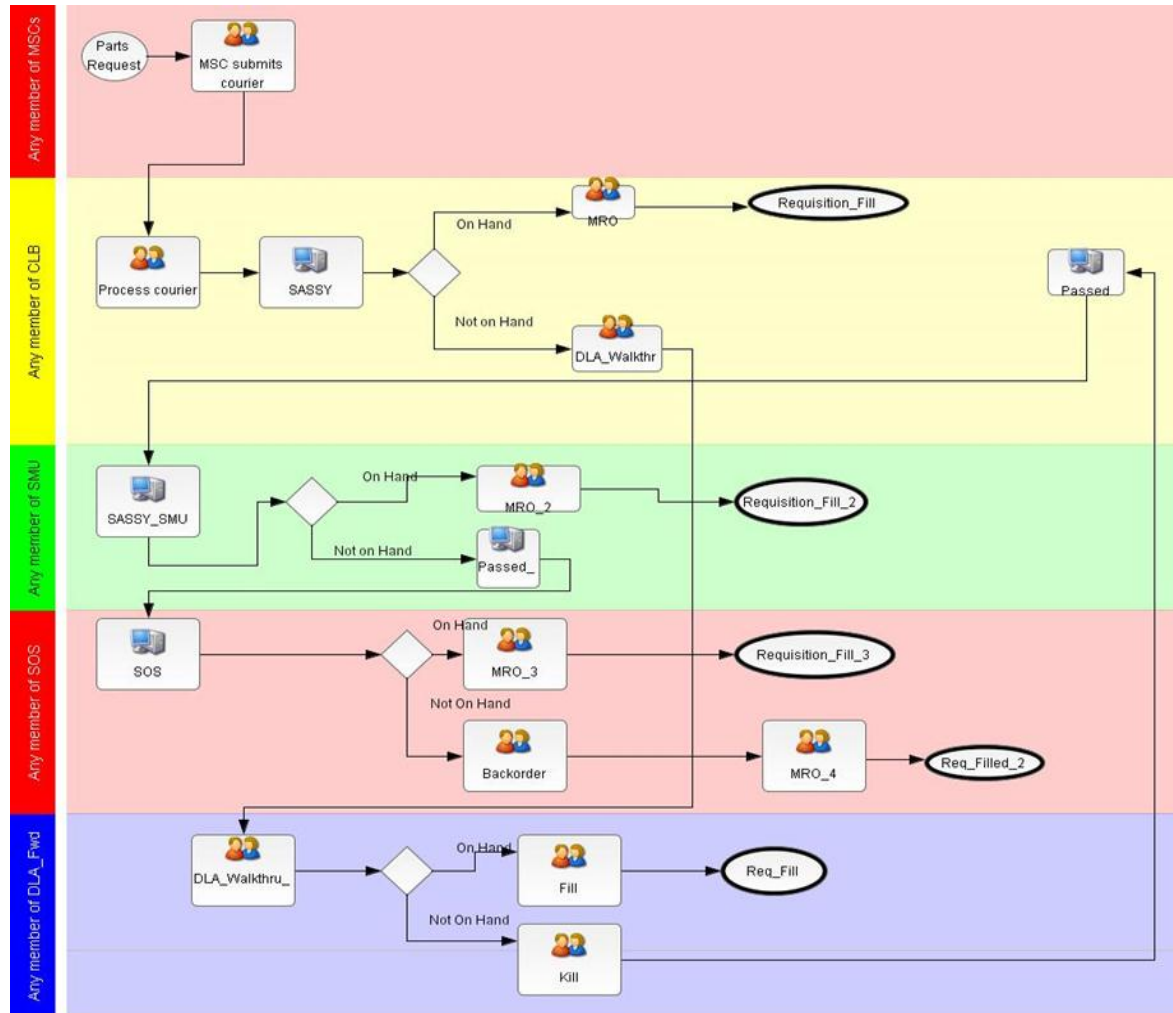 Any member of MSCs
Parts
Request
MSC submits
courier
Any member of CLB
Process courier
SASSY
On Hand
MRO
Requisition_Fill
Not on Hand
DLA_Walkthr
Passed
Any member of SMU
SASSY_SMU
On Hand
MRO_2
Requisition_Fill_2
Not on Hand
Passed_
Any member of SOS
SOS
On Hand
MRO_3
Requisition_Fill_3
Not On Hand
Backorder
MRO_4
Req_Filled_2
Any member of DLA_Fwd
DLA_Walkthru_
On Hand
Fill
Req_Fill
Not On Hand
Kill